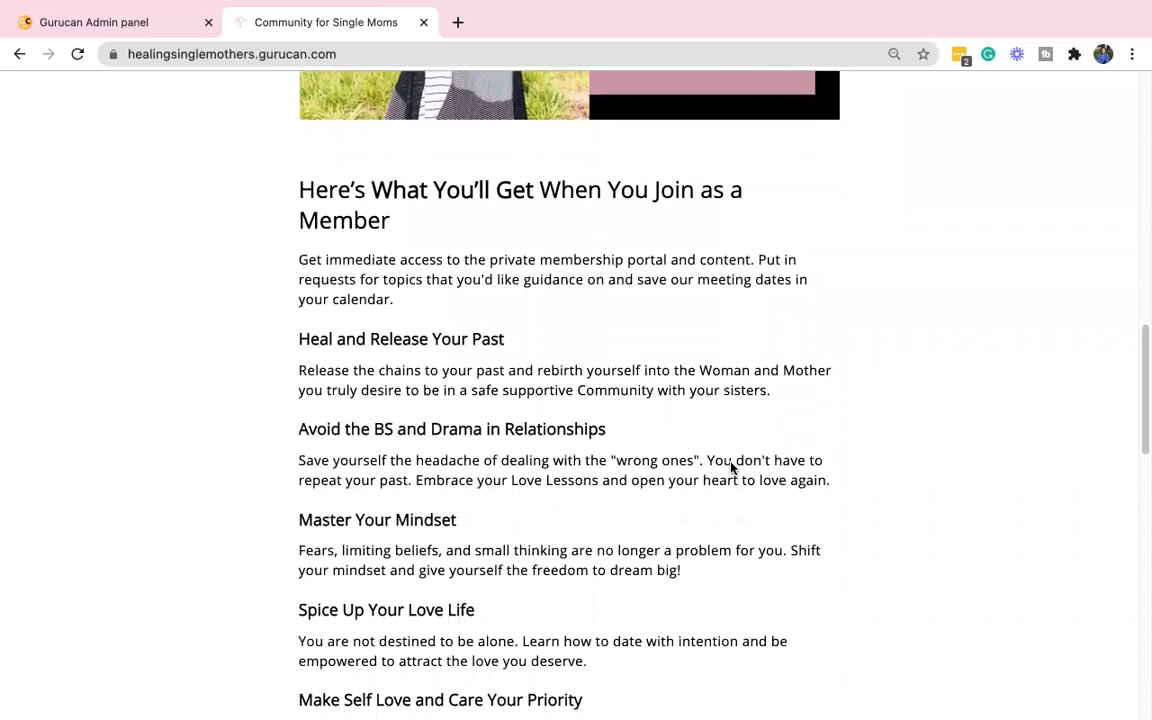 Gurucan Admin panel
Community for Single Moms
healingsinglemothers.gurucan.com
2
Here’s What You’ll Get When You Join as a
Member
Get immediate access to the private membership portal and content. Put in
requests for topics that you'd like guidance on and save our meeting dates in
your calendar.
Heal and Release Your Past
Release the chains to your past and rebirth yourself into the Woman and Mother
you truly desire to be in a safe supportive Community with your sisters.
Avoid the BS and Drama in Relationships
Save yourself the headache of dealing with the "wrong ones". You don't have to
repeat your past. Embrace your Love Lessons and open your heart to love again.
Master Your Mindset
Fears, limiting beliefs, and small thinking are no longer a problem for you. Shift
your mindset and give yourself the freedom to dream big!
Spice Up Your Love Life
You are not destined to be alone. Learn how to date with intention and be
empowered to attract the love you deserve.
Make Self Love and Care Your Priority